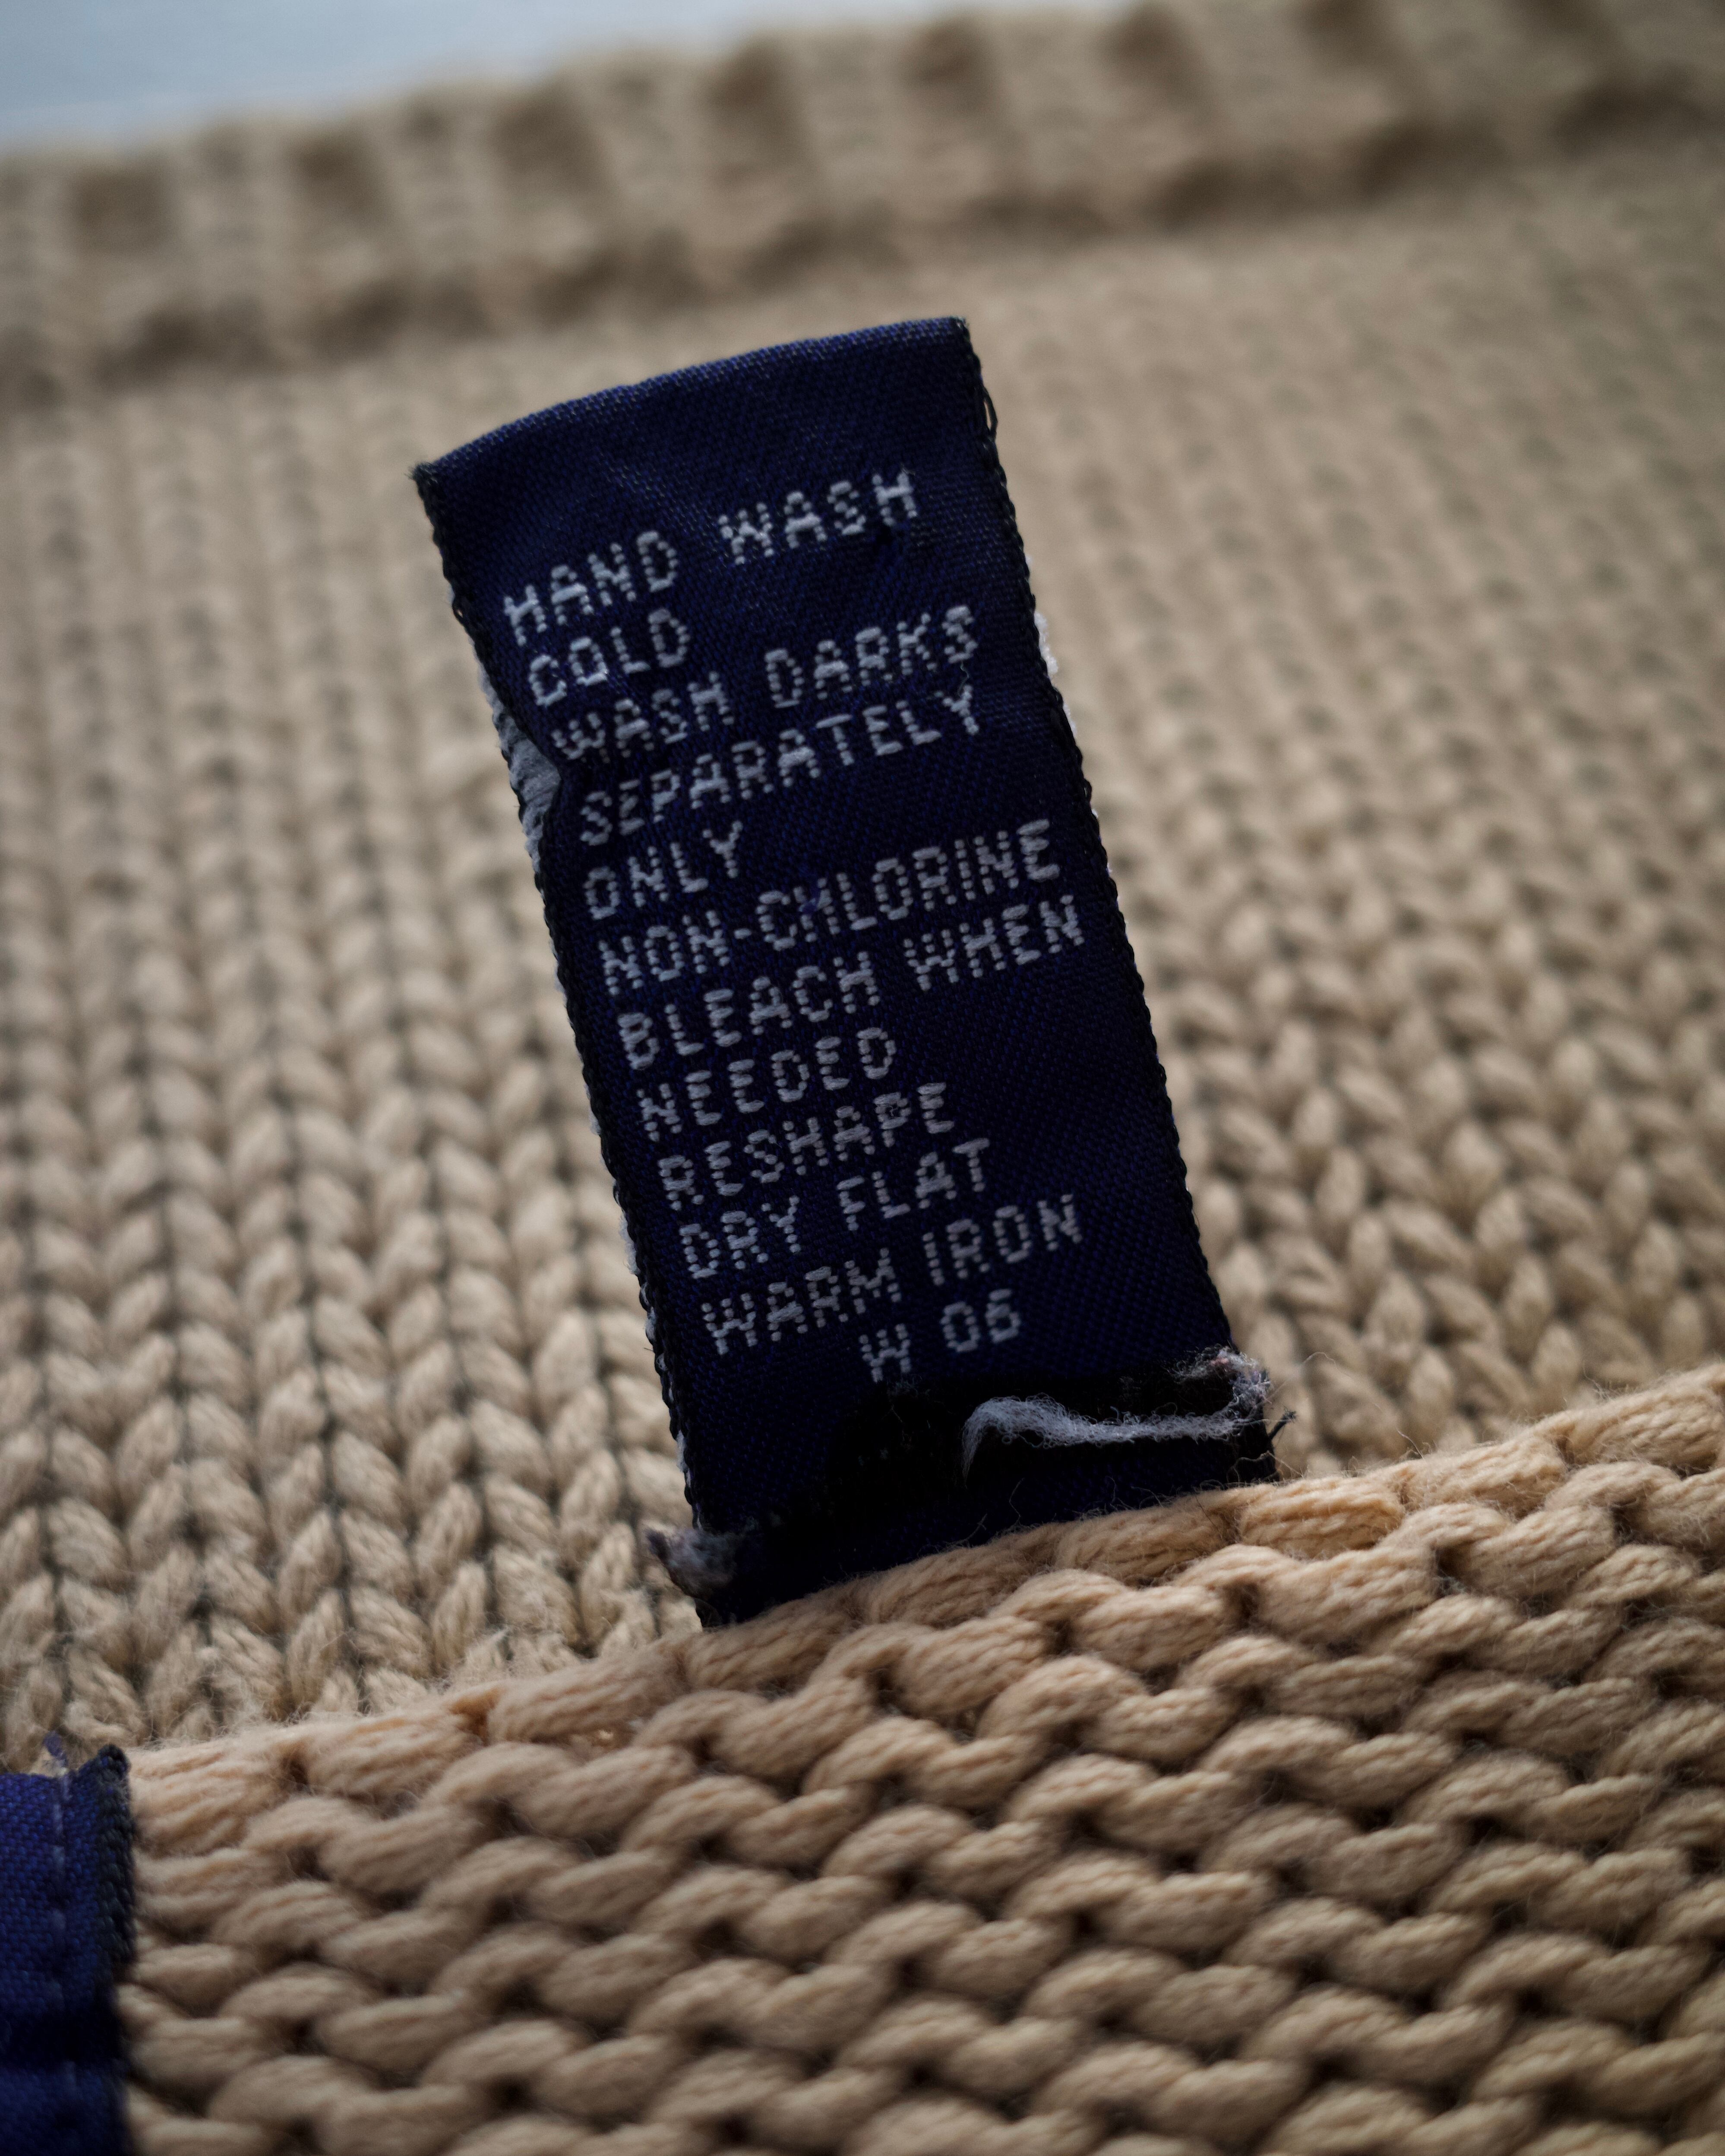 HAND WASH
COLD
WASH DARKS
SEPARATELY
ONLY
NON-CHLORINE
BLEACH WHEN
NEEDED
RESHAPE
DRY FLAT
WARM IRON
W 06